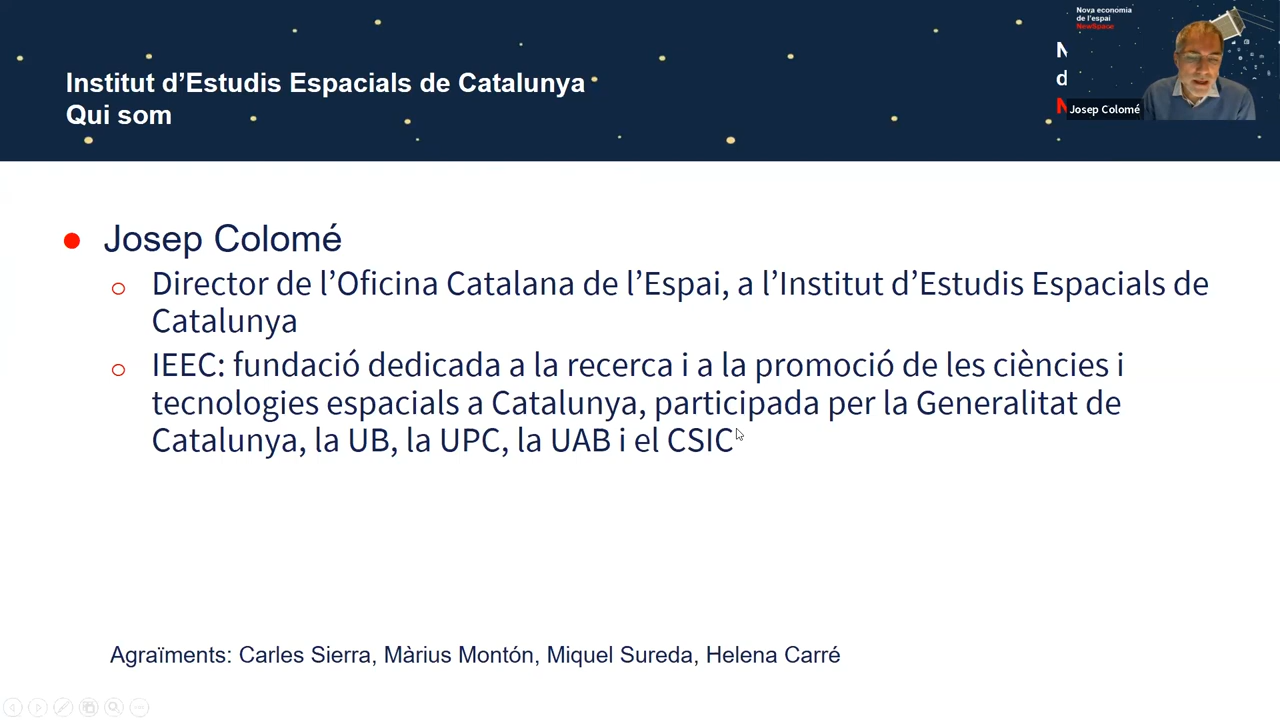 Institut d’Estudis Espacials de Catalunya
Qui som
Nova economia
de l'espai
NewSpace
N
d
N
Josep Colomé
Josep Colomé
Director de l’Oficina Catalana de l’Espai, a l’Institut d’Estudis Espacials de
Catalunya
IEEC: fundació dedicada a la recerca i a la promoció de les ciències i
tecnologies espacials a Catalunya, participada per la Generalitat de
Catalunya, la UB, la UPC, la UAB i el CSIC
Agraïments: Carles Sierra, Màrius Montón, Miquel Sureda, Helena Carré